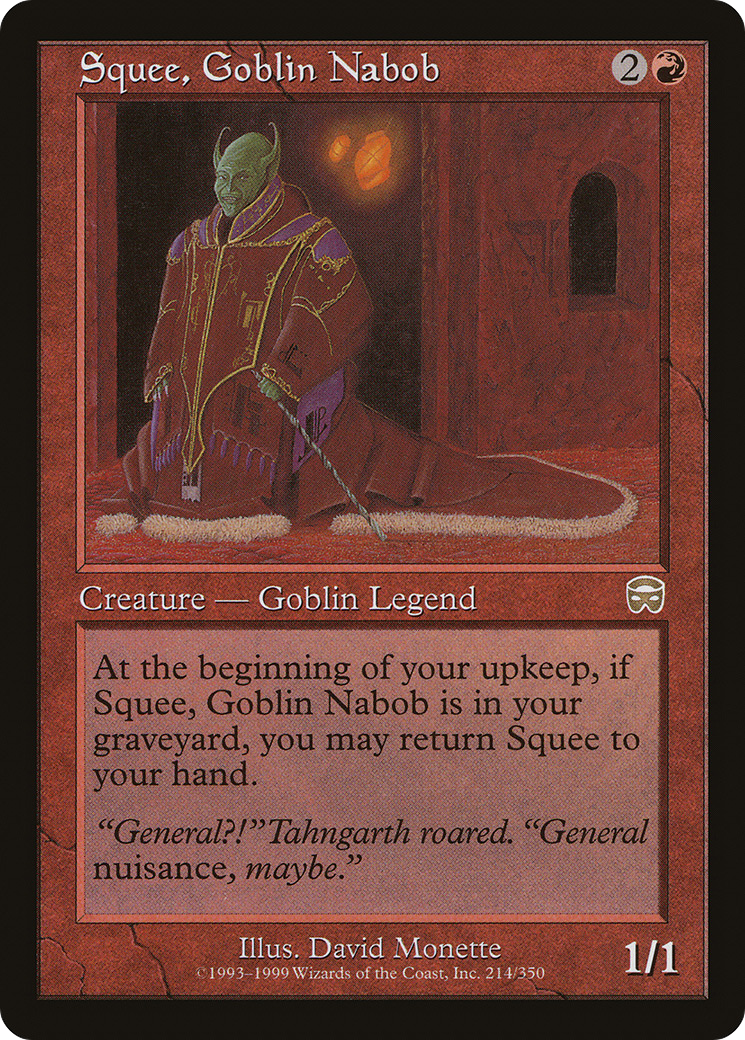 Squee, Goblin Nabob
2
Creature — Goblin Legend
At the beginning of your upkeep, if
Squee, Goblin Nabob is in your
graveyard, you may return Squee to
your hand.
“General?!” Tahngarth roared. “General
nuisance, maybe.”
Illus. David Monette
©1993–1999 Wizards of the Coast, Inc. 214/350
1/1